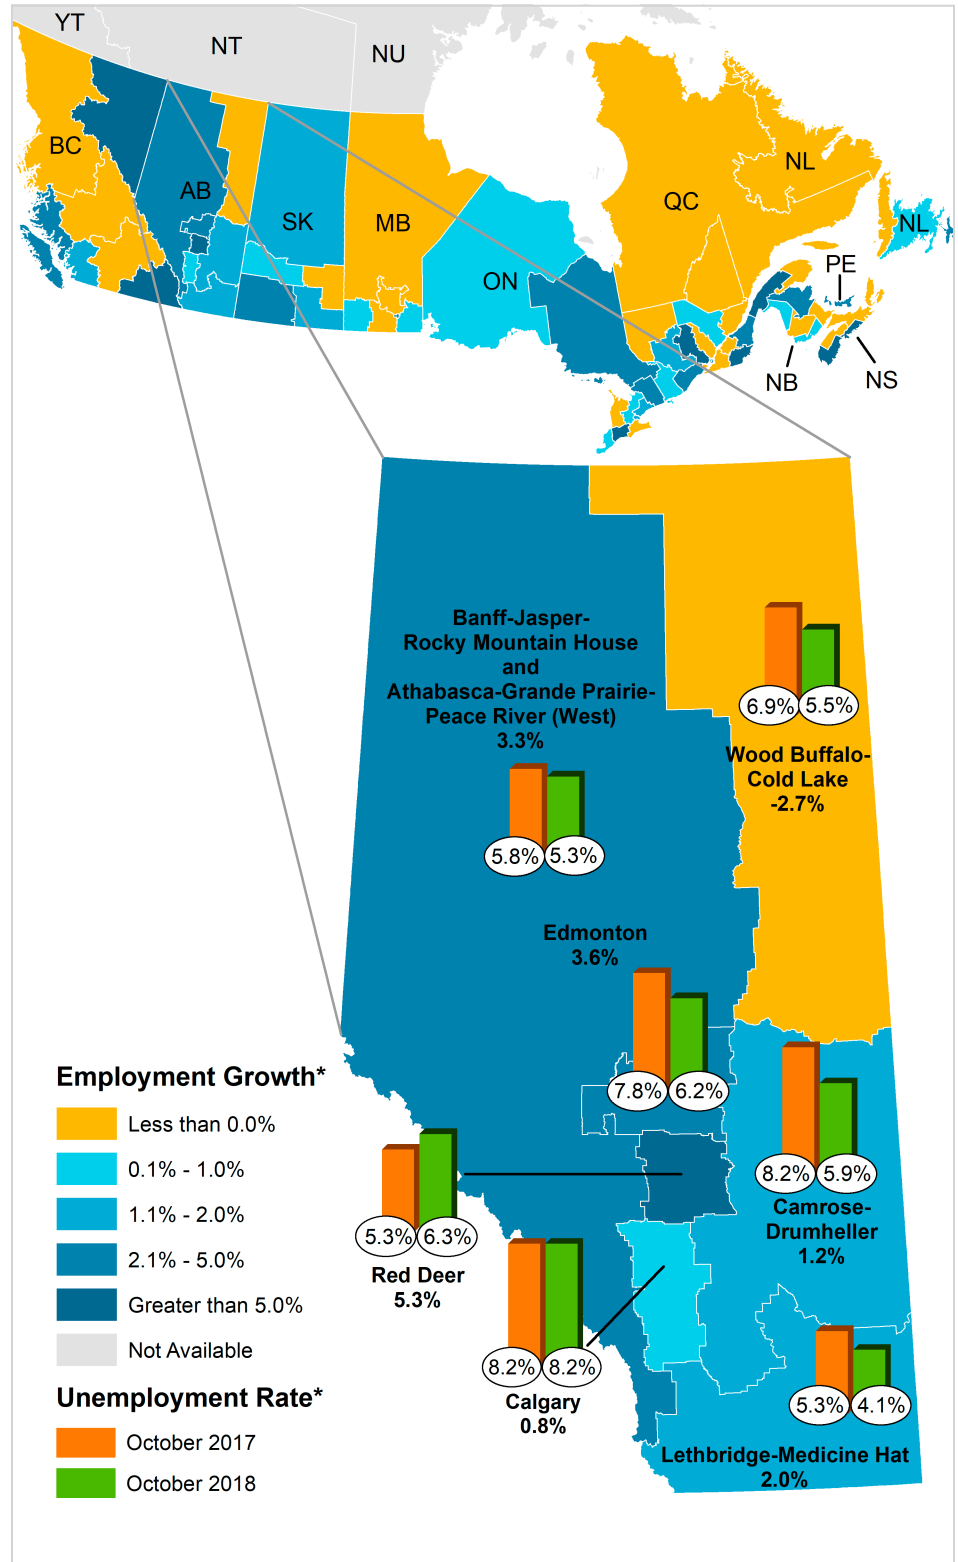 YT
NT
NU
BC
AB
SK
MB
ON
QC
NL
NL
PE
NB
NS
Banff-Jasper-
Rocky Mountain House
and
Athabasca-Grande Prairie-
Peace River (West)
3.3%
5.8% 5.3%
6.9% 5.5%
Wood Buffalo-
Cold Lake
-2.7%
Edmonton
3.6%
7.8% 6.2%
8.2% 5.9%
Camrose-
Drumheller
1.2%
5.3% 6.3%
Red Deer
5.3%
8.2% 8.2%
Calgary
0.8%
5.3% 4.1%
Lethbridge-Medicine Hat
2.0%
Employment Growth*
Less than 0.0%
0.1% - 1.0%
1.1% - 2.0%
2.1% - 5.0%
Greater than 5.0%
Not Available
Unemployment Rate*
October 2017
October 2018